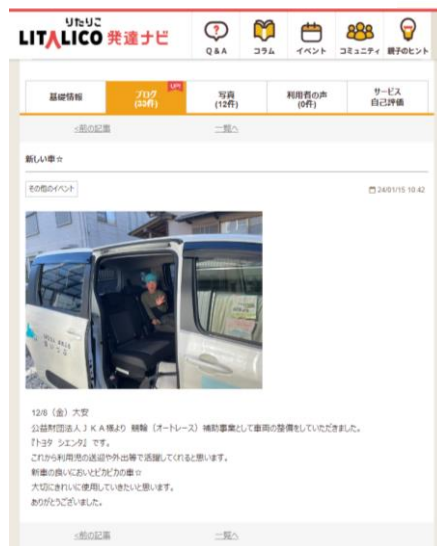 りたりこ
LITALICO 発達ナビ
Q&A
コラム
イベント
コミュニティ
親子のヒント
基礎情報
UP!
ブログ
(33件)
写真
(12件)
利用者の声
(0件)
サービス
自己評価
<前の記事
一覧へ
新しい車☆
その他のイベント
24/01/15 10:42
12/8（金）大安
公益財団法人JKA様より 競輪（オートレース）補助事業として車両の整備をしていただきました。
『トヨタ シエンタ』です。
これから利用児の送迎や外出等で活躍してくれると思います。
新車の良いにおいとピカピカの車☆
大切にきれいに使用していきたいと思います。
ありがとうございました。
<前の記事
一覧へ